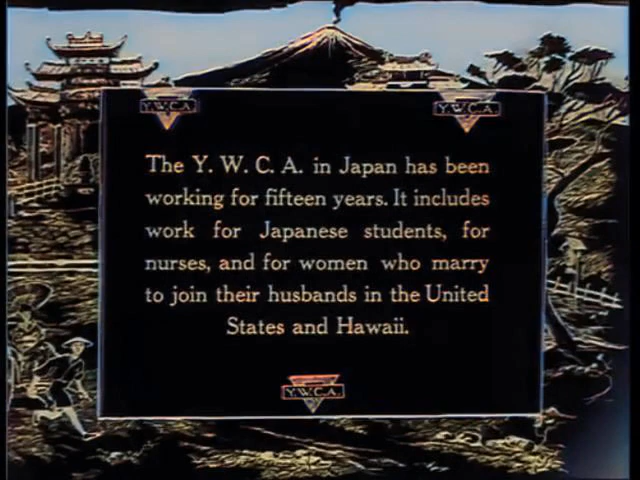 Y.W.C.A. Y.W.C.A.
The Y. W. C. A. in Japan has been
working for fifteen years. It includes
work for Japanese students, for
nurses, and for women who marry
to join their husbands in the United
States and Hawaii.
Y.W.C.A.